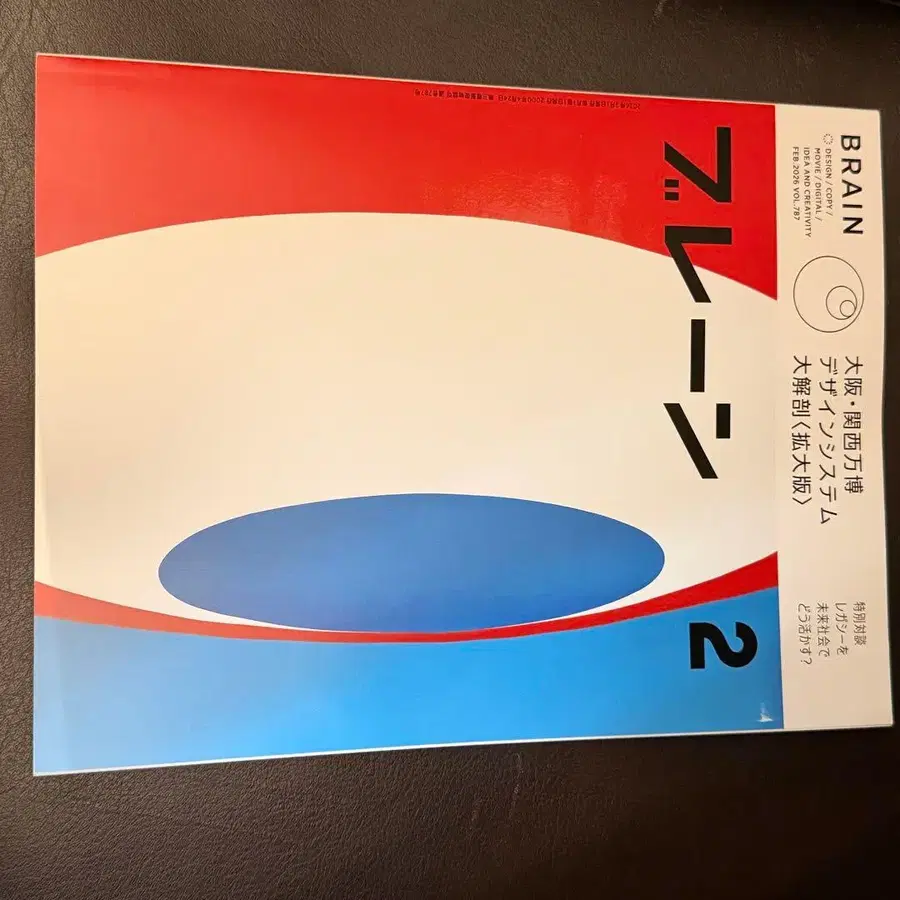 BRAIN
DESIGN / COPY /
MOVIE / DIGITAL /
IDEA AND CREATIVITY
FEB 2026 VOL.787
大阪・関西万博
デザインシステム
大解剖〈拡大版〉
特別対談
レガシーを
未来社会で
どう活かす?
ブレーン
2